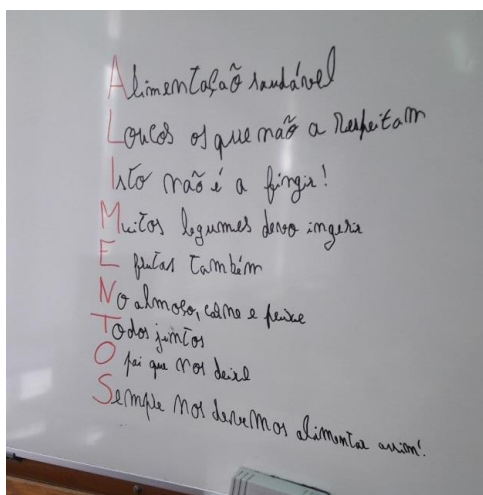 Alimentação saudável
Loucos os que não a Respeitam
Isto não é a fingir!
Muitos legumes devo ingerir
E frutas também
No almoso, carne e peixe
Todos juntos
O pai que nos deixe
Sempre nos devemos alimentar assim!